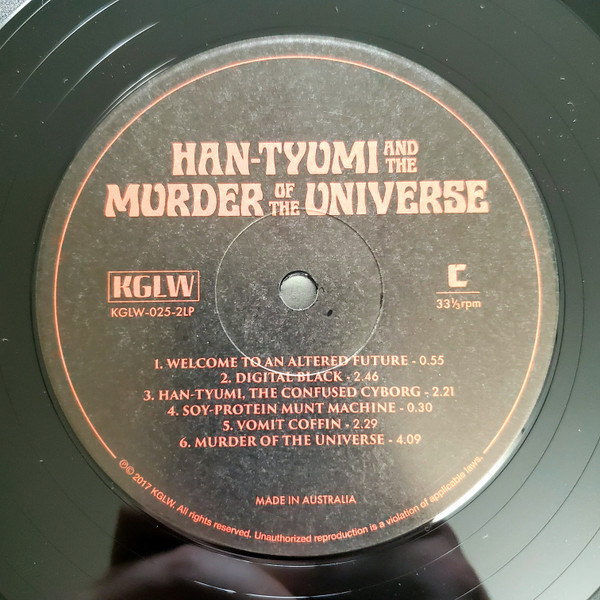 HAN-TYUMI AND THE
MURDER OF THE UNIVERSE
KGLW
KGLW-025-2LP
C
33⅓rpm
1. WELCOME TO AN ALTERED FUTURE - 0.55
2. DIGITAL BLACK - 2.46
3. HAN-TYUMI, THE CONFUSED CYBORG - 2.21
4. SOY-PROTEIN MUNT MACHINE - 0.30
5. VOMIT COFFIN - 2.29
6. MURDER OF THE UNIVERSE - 4.09
MADE IN AUSTRALIA
℗© 2017 KGLW. All rights reserved. Unauthorized reproduction is a violation of applicable laws.